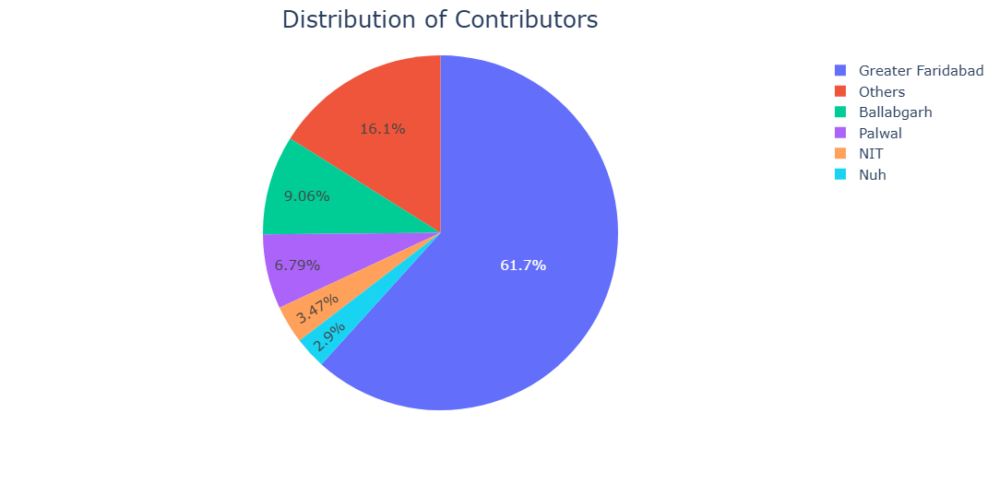 Distribution of Contributors
Greater Faridabad
Others
Ballabgarh
Palwal
NIT
Nuh
16.1%
9.06%
61.7%
6.79%
3.47%
2.9%